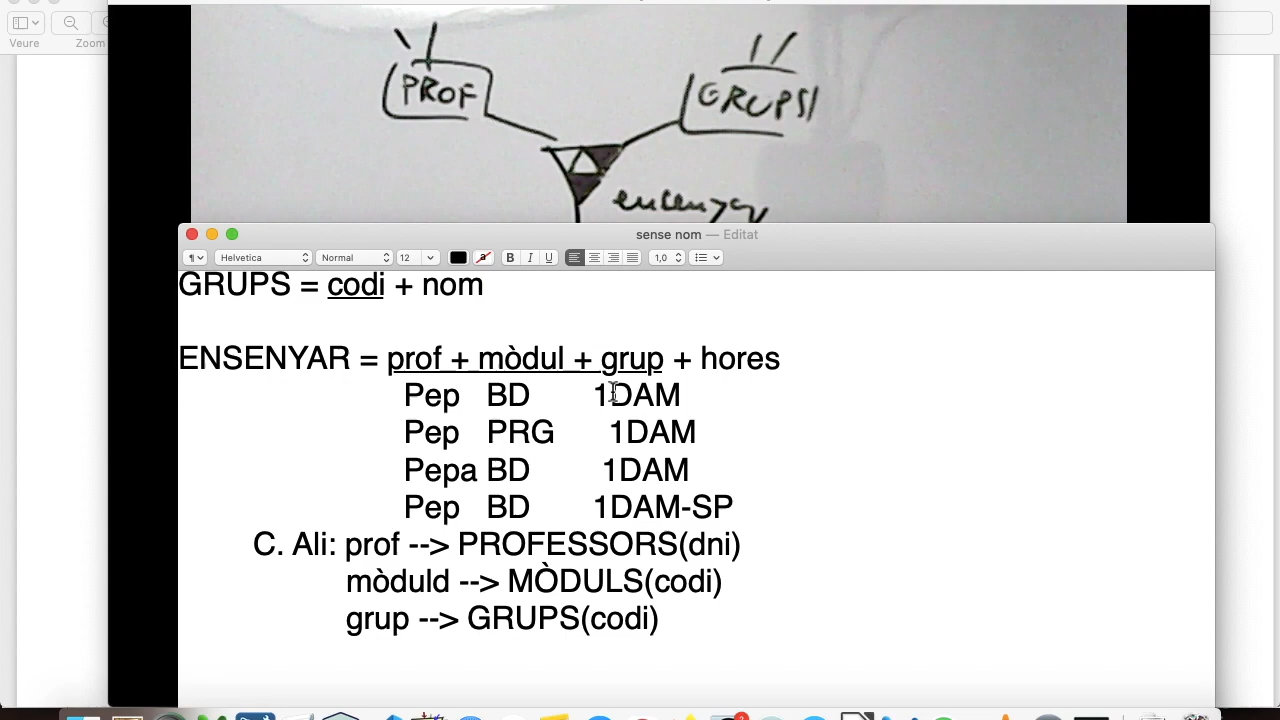 Veure
Zoom
PROF
GRUPS
ensenyar
sense nom — Editat
Helvetica
Normal
12
B I U
1,0
GRUPS = codi + nom
ENSENYAR = prof + mòdul + grup + hores
Pep BD 1DAM
Pep PRG 1DAM
Pepa BD 1DAM
Pep BD 1DAM-SP
C. Ali: prof --> PROFESSORS(dni)
mòduld --> MÒDULS(codi)
grup --> GRUPS(codi)